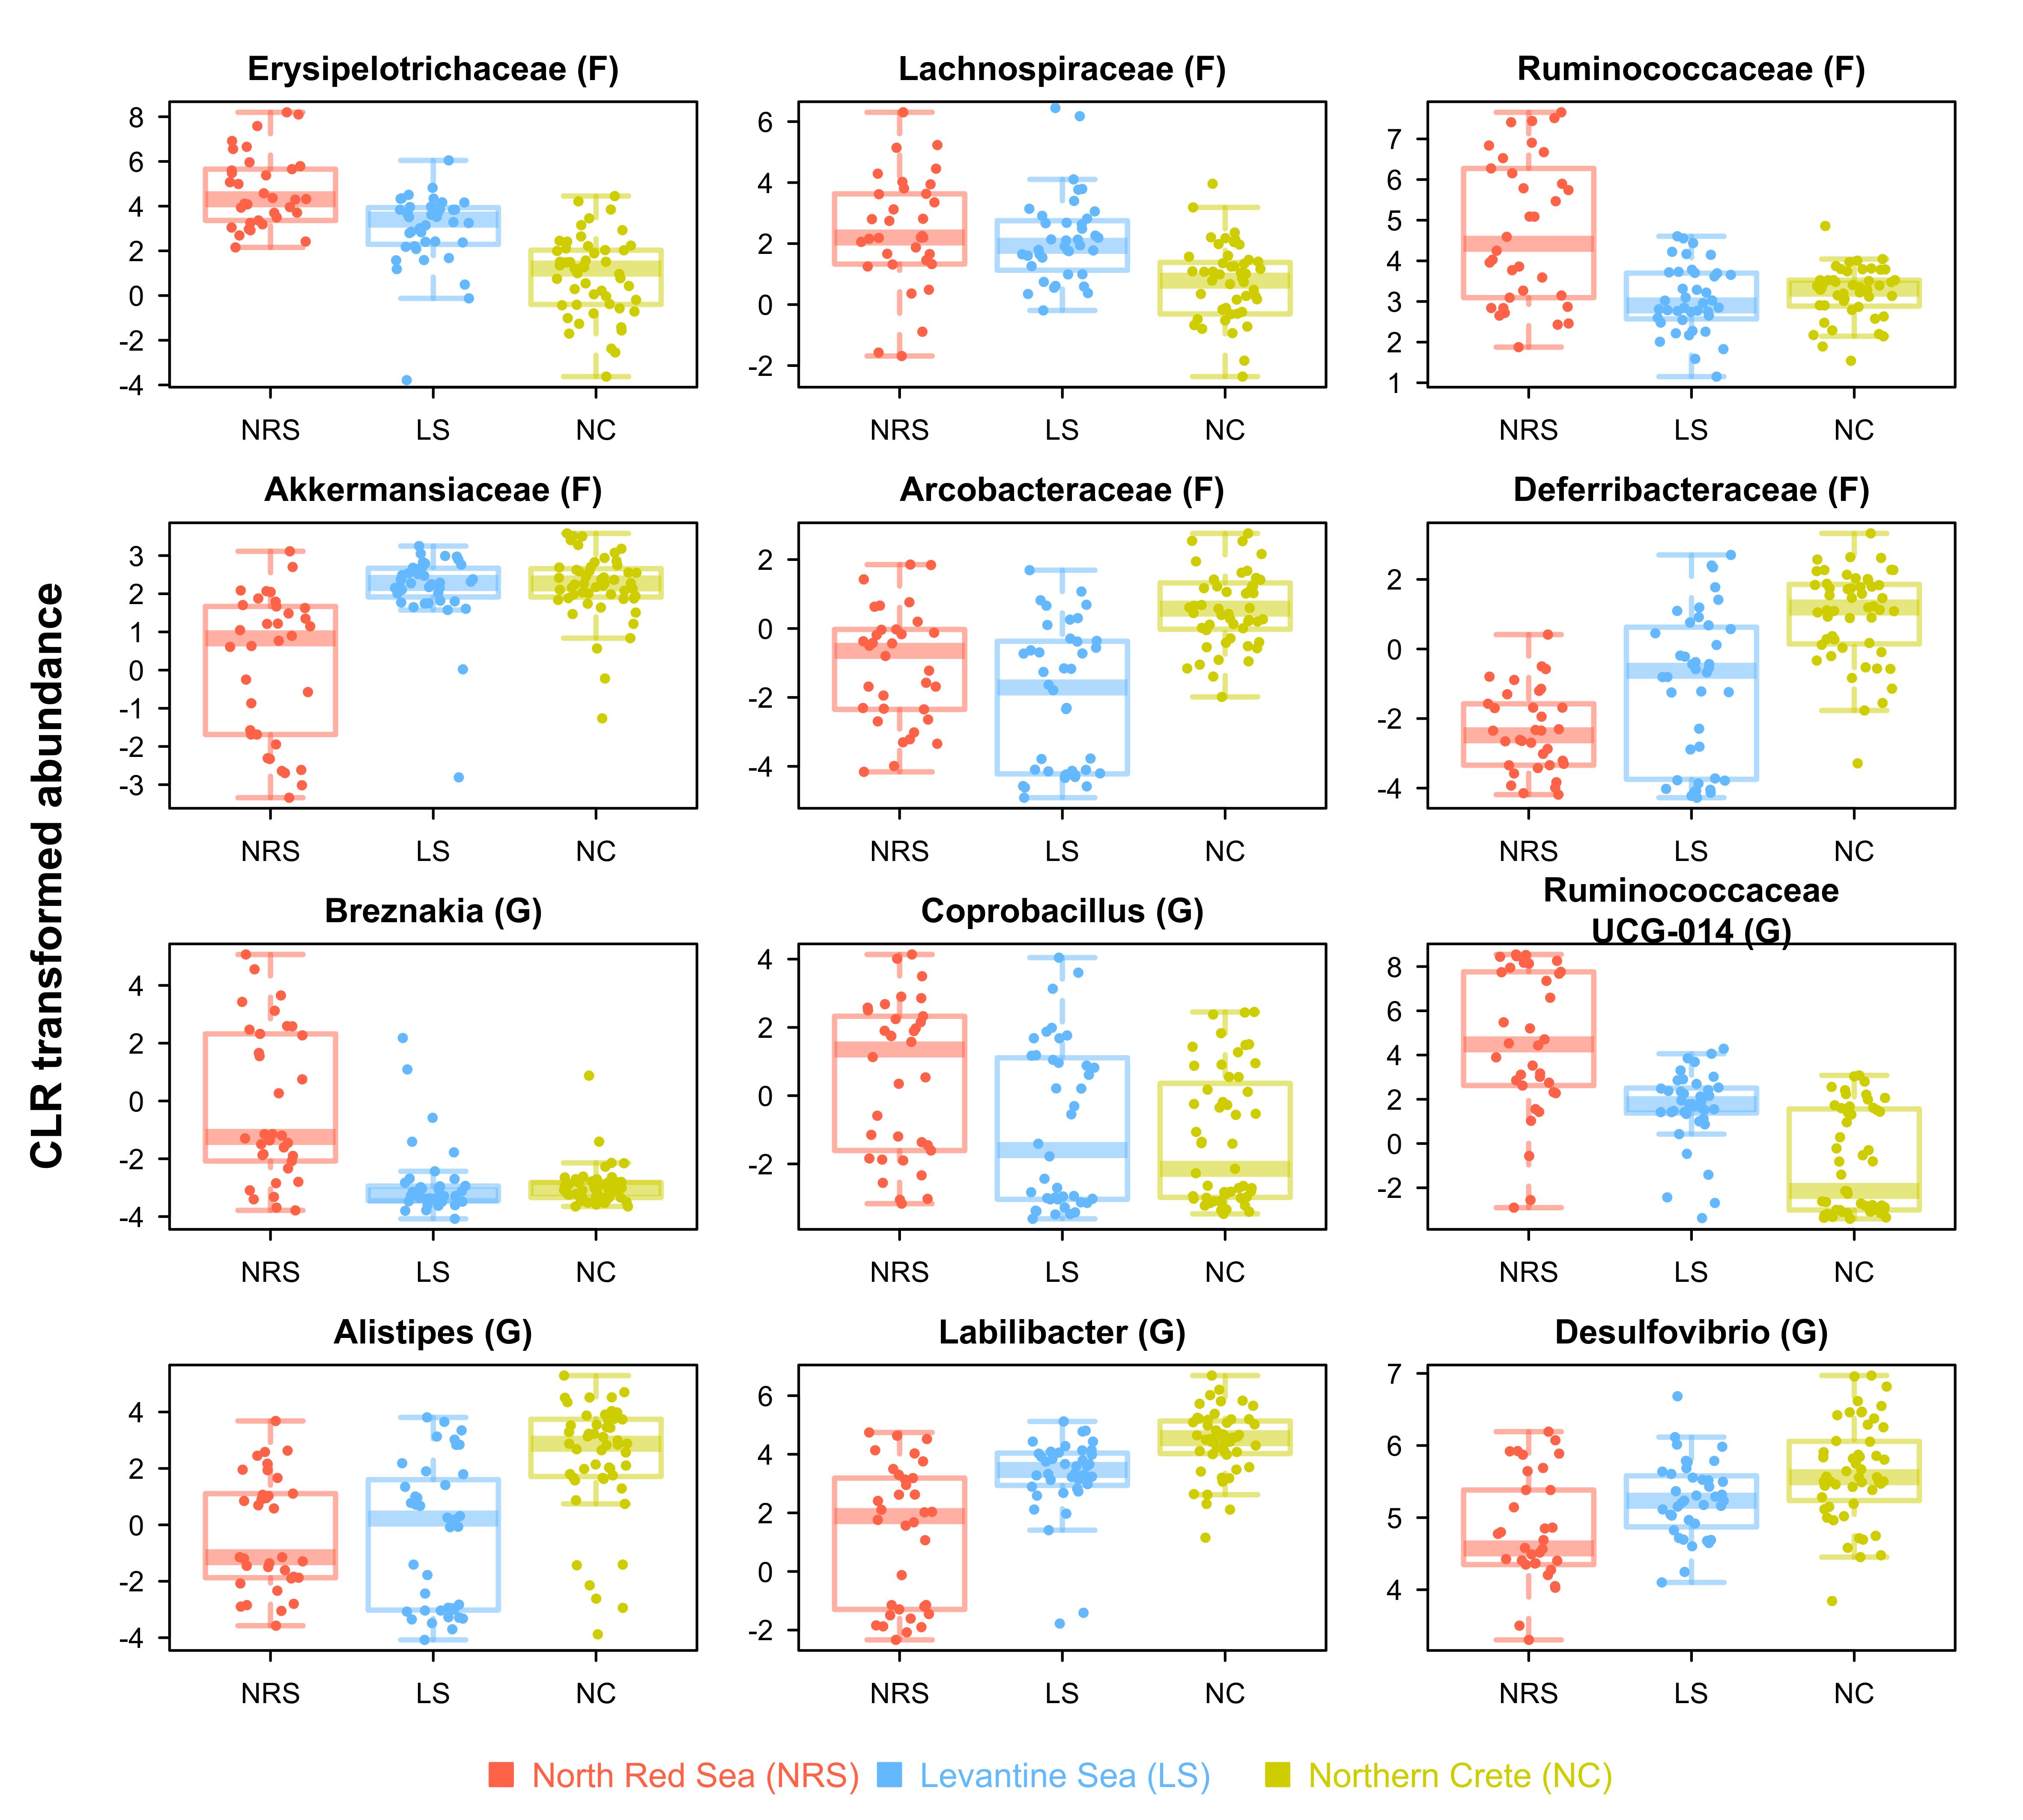 Erysipelotrichaceae (F)
8
6
4
2
0
-2
-4
NRS LS NC
Lachnospiraceae (F)
6
4
2
0
-2
NRS LS NC
Ruminococcaceae (F)
7
6
5
4
3
2
1
NRS LS NC
CLR transformed abundance
Akkermansiaceae (F)
3
2
1
0
-1
-2
-3
NRS LS NC
Arcobacteraceae (F)
2
0
-2
-4
NRS LS NC
Deferribacteraceae (F)
2
0
-2
-4
NRS LS NC
Breznakia (G)
4
2
0
-2
-4
NRS LS NC
Coprobacillus (G)
4
2
0
-2
NRS LS NC
Ruminococcaceae
UCG-014 (G)
8
6
4
2
0
-2
NRS LS NC
Alistipes (G)
4
2
0
-2
-4
NRS LS NC
Labilibacter (G)
6
4
2
0
-2
NRS LS NC
Desulfovibrio (G)
7
6
5
4
NRS LS NC
North Red Sea (NRS) Levantine Sea (LS) Northern Crete (NC)